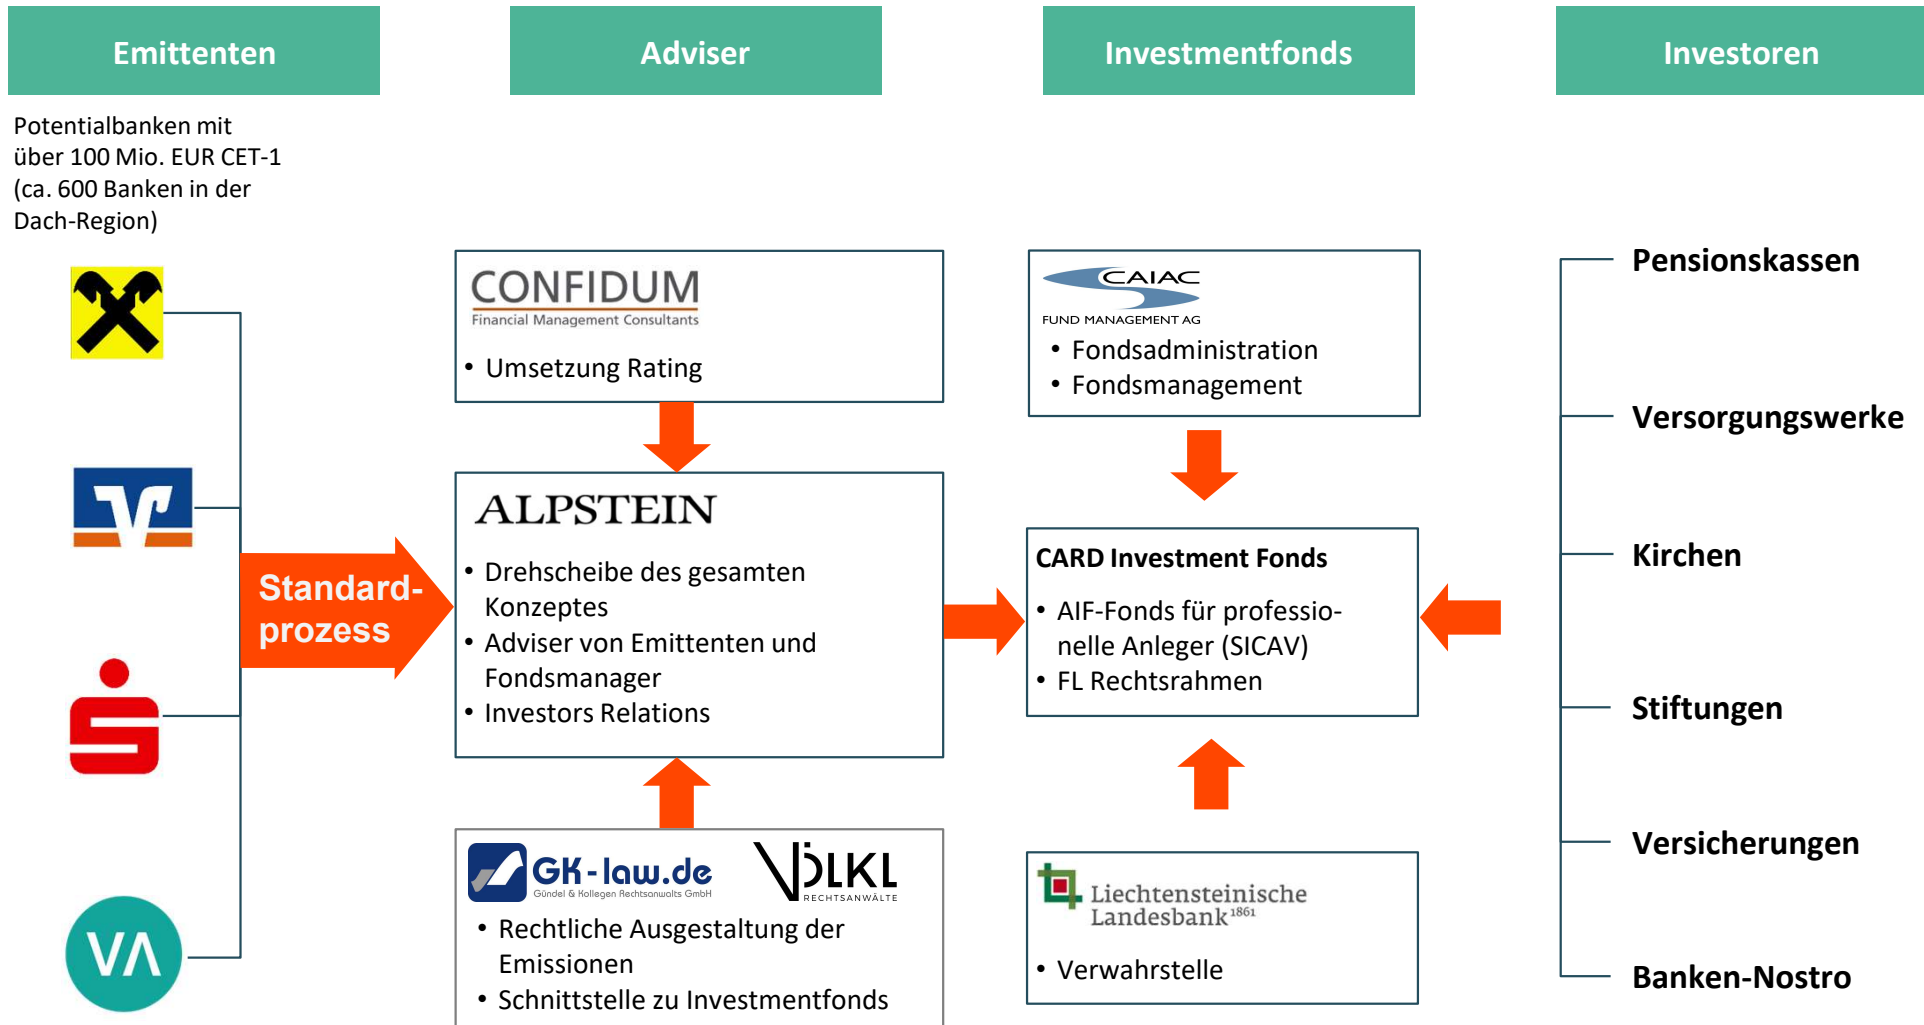 Emittenten
Adviser
Investmentfonds
Investoren
Potentialbanken mit
über 100 Mio. EUR CET-1
(ca. 600 Banken in der
Dach-Region)
Standard-
prozess
VΛ
CONFIDUM
Financial Management Consultants
• Umsetzung Rating
ALPSTEIN
• Drehscheibe des gesamten
Konzeptes
• Adviser von Emittenten und
Fondsmanager
• Investors Relations
GK-law.de
Gündel & Kollegen Rechtsanwalts GmbH
VÖLKL
RECHTSANWÄLTE
• Rechtliche Ausgestaltung der
Emissionen
• Schnittstelle zu Investmentfonds
CAIAC
FUND MANAGEMENT AG
• Fondsadministration
• Fondsmanagement
CARD Investment Fonds
• AIF-Fonds für professio-
nelle Anleger (SICAV)
• FL Rechtsrahmen
Liechtensteinische
Landesbank 1861
• Verwahrstelle
Pensionskassen
Versorgungswerke
Kirchen
Stiftungen
Versicherungen
Banken-Nostro